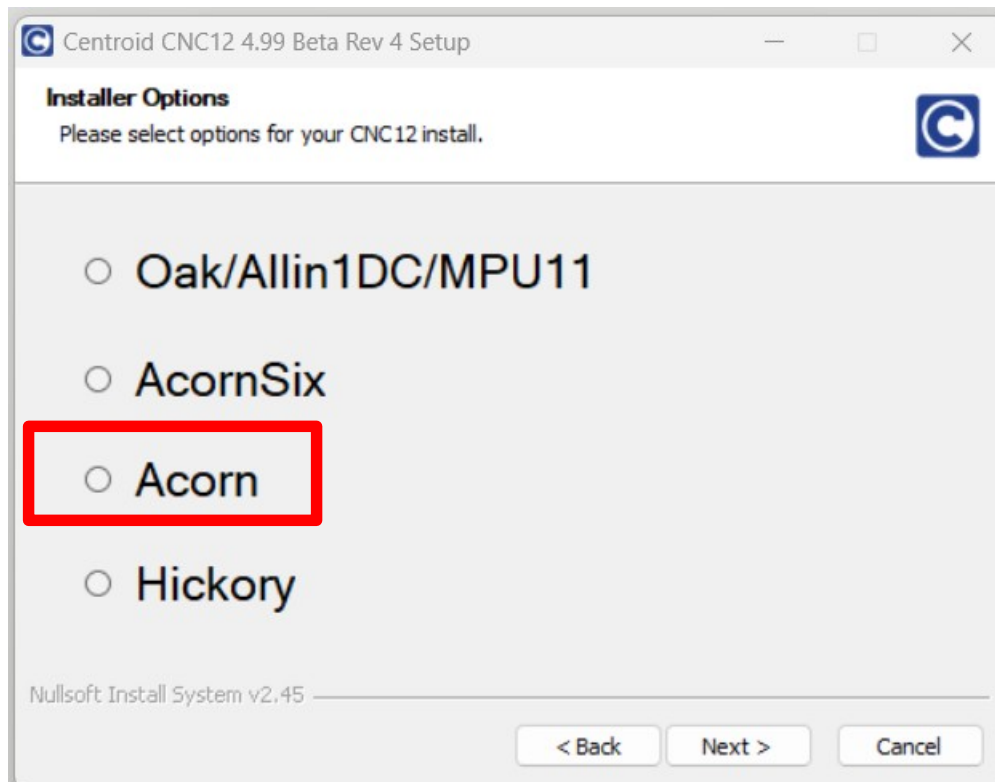 Centroid CNC12 4.99 Beta Rev 4 Setup
Installer Options
Please select options for your CNC12 install.
Oak/Allin1DC/MPU11
AcornSix
Acorn
Hickory
Nullsoft Install System v2.45
< Back Next > Cancel